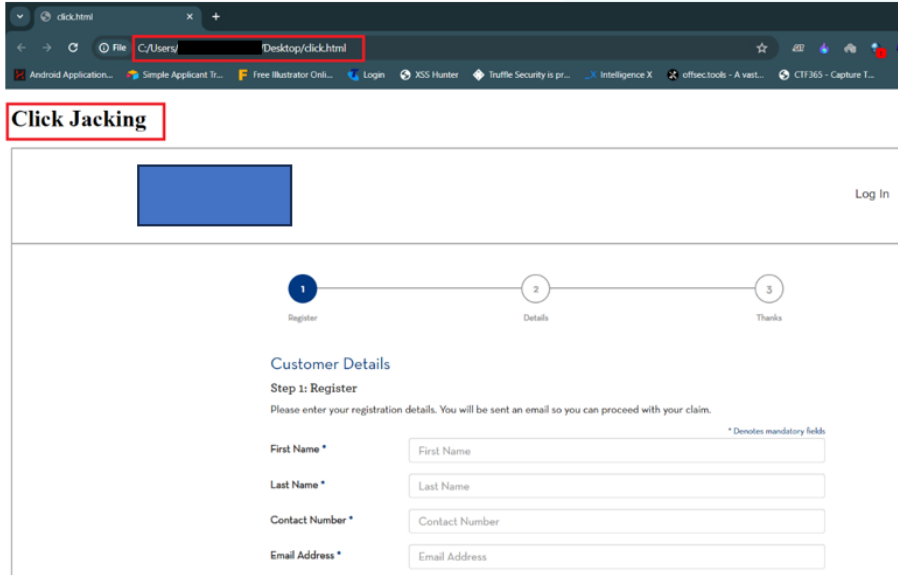 click.html
File C:/Users/ /Desktop/click.html
Android Application... Simple Applicant Tr... Free Illustrator Onli... Login XSS Hunter Truffle Security is pr... Intelligence X offsec.tools - A vast... CTF365 - Capture T...
Click Jacking
Log In
1 2 3
Register Details Thanks
Customer Details
Step 1: Register
Please enter your registration details. You will be sent an email so you can proceed with your claim.
* Denotes mandatory fields
First Name * First Name
Last Name * Last Name
Contact Number * Contact Number
Email Address * Email Address